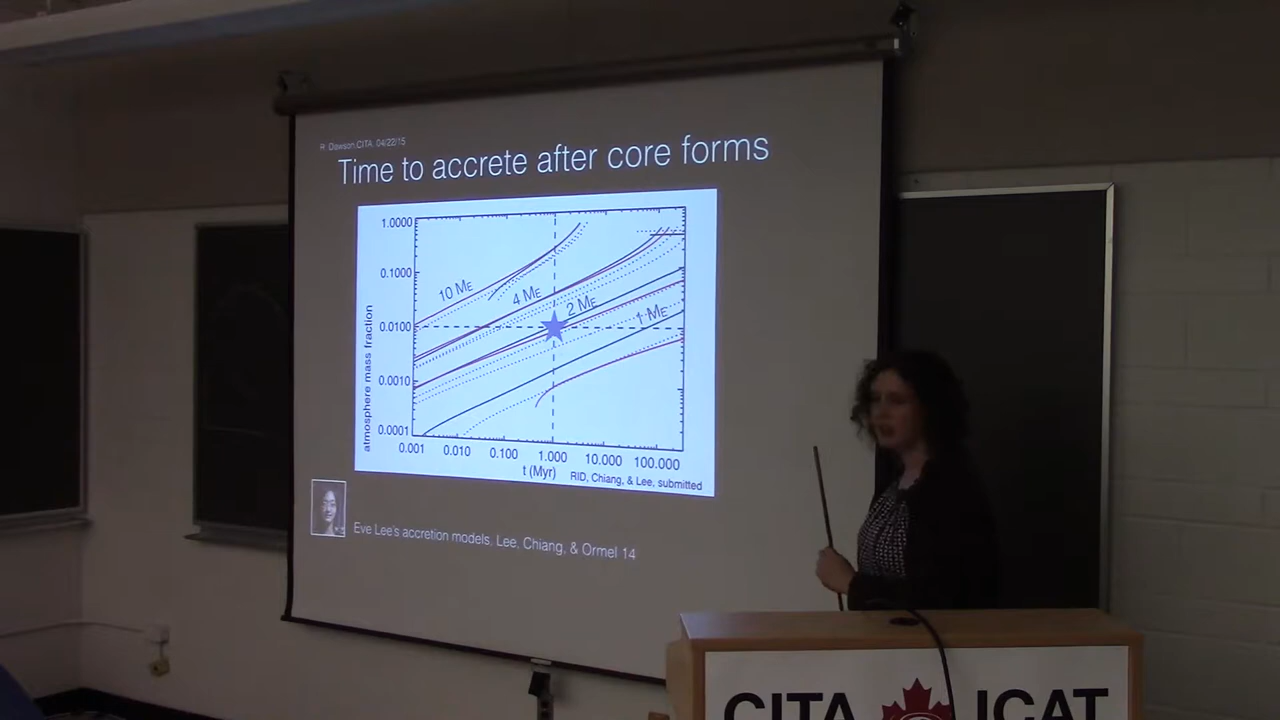 R. Dawson, CITA, 04/22/15
Time to accrete after core forms
1.0000
0.1000
0.0100
0.0010
0.0001
atmosphere mass fraction
10 ME
4 ME
2 ME
1 ME
0.001 0.010 0.100 1.000 10.000 100.000
t (Myr)
RID, Chiang, & Lee, submitted
Eve Lee's accretion models, Lee, Chiang, & Ormel 14
CITA ICAT